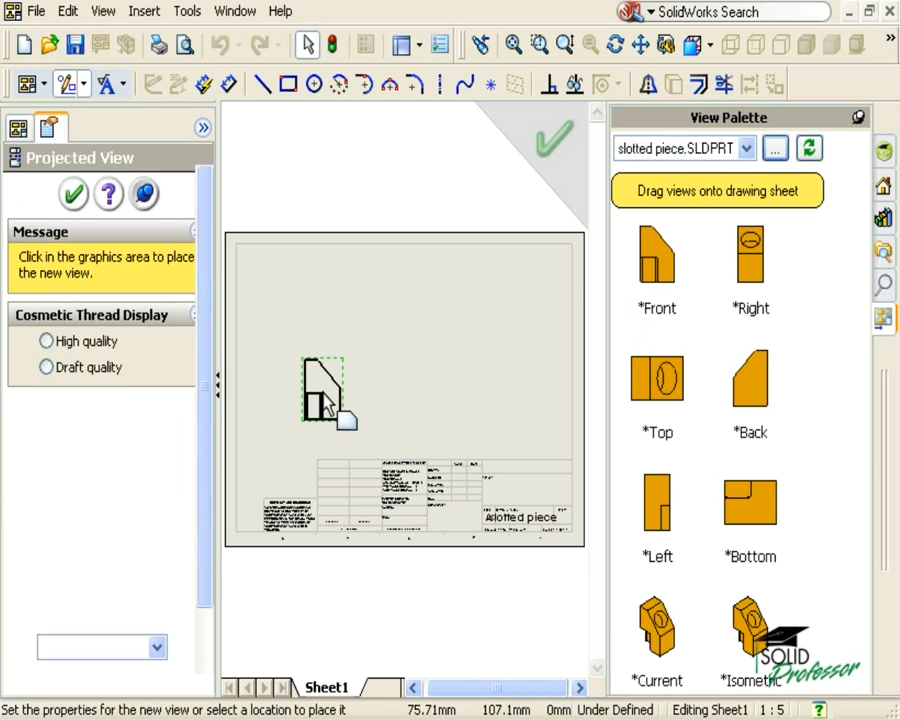 File Edit View Insert Tools Window Help
SolidWorks Search
View Palette
Projected View
slotted piece.SLDPRT
...
Drag views onto drawing sheet
Message
Click in the graphics area to place
the new view.
*Front
*Right
Cosmetic Thread Display
High quality
Draft quality
*Top
*Back
slotted piece
*Left
*Bottom
*Current
*Isometric
SOLID
Professor
Sheet1
Set the properties for the new view or select a location to place it
75.71mm
107.1mm
0mm
Under Defined
Editing Sheet1
1 : 5